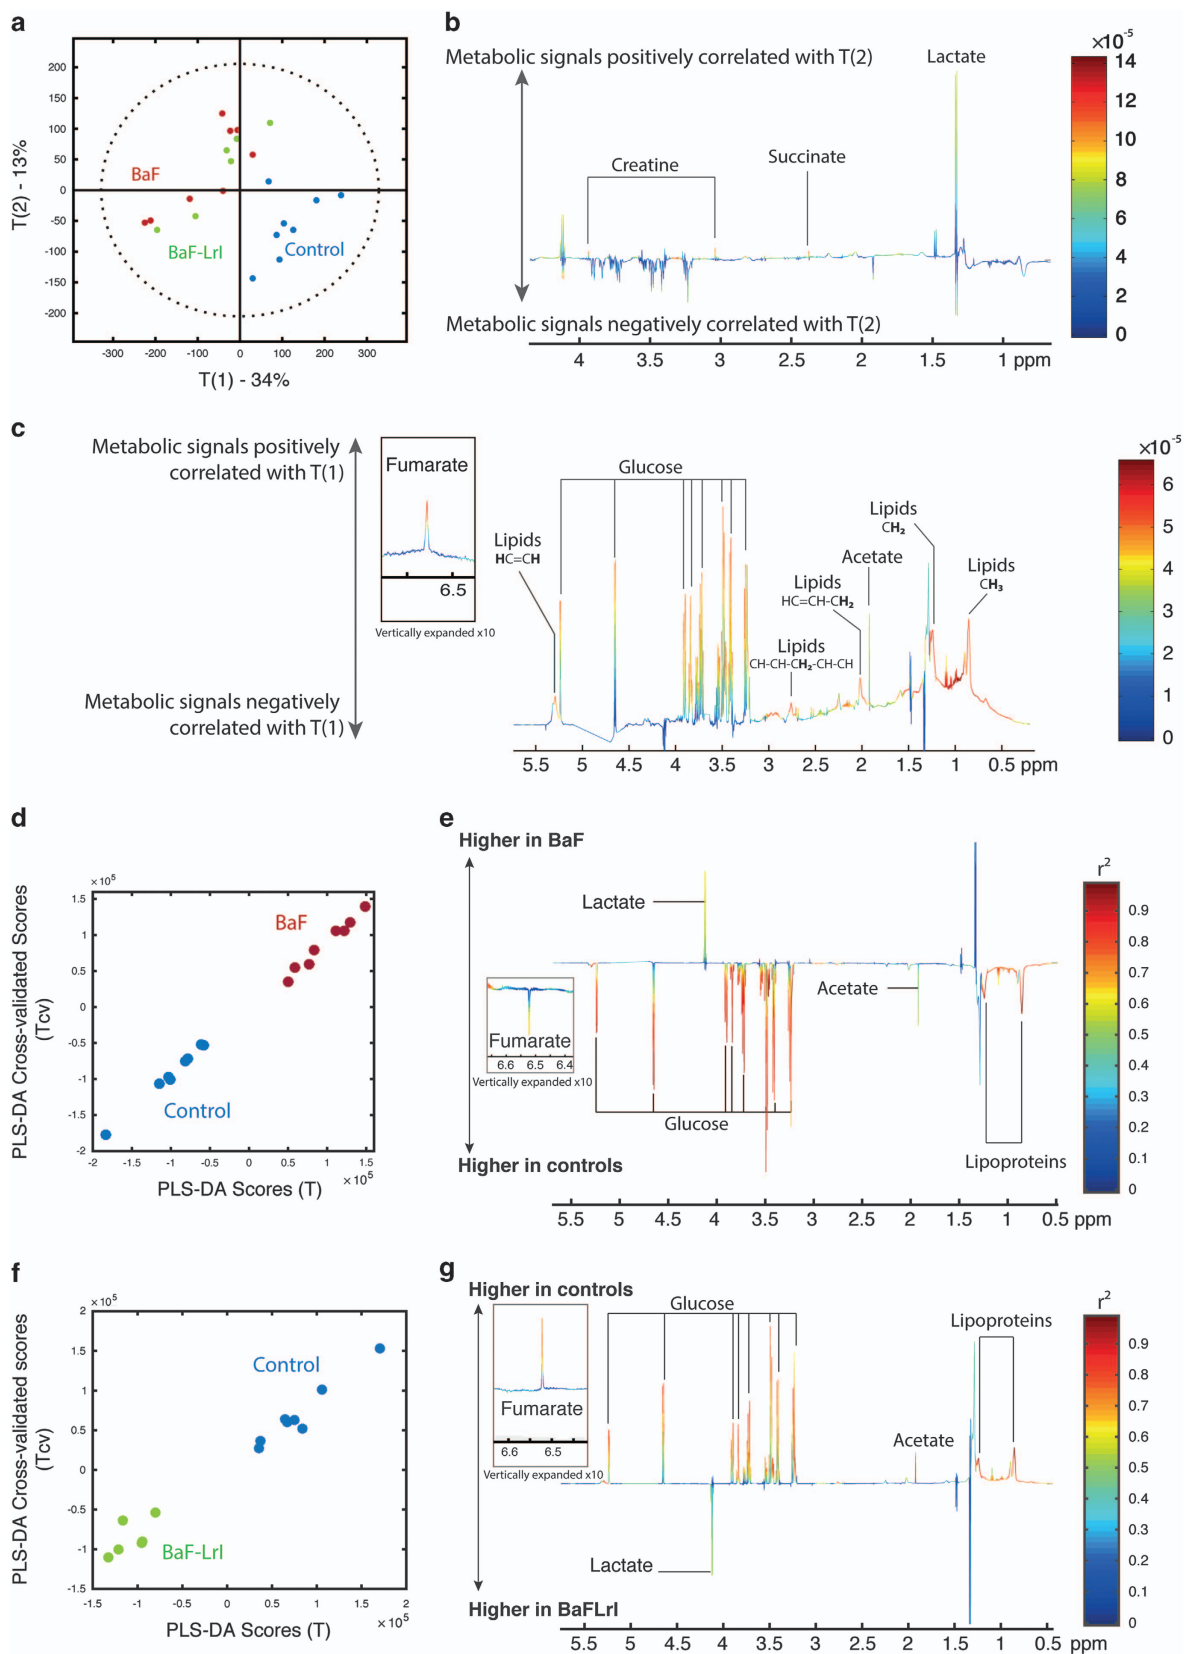 a
200
150
100
50
0
-50
-100
-150
-200
T(2) - 13%
BaF
BaF-Lrl
Control
-300
-200
-100
0
100
200
300
T(1) - 34%
b
Metabolic signals positively correlated with T(2)
Lactate
Creatine
Succinate
Metabolic signals negatively correlated with T(2)
4 3.5 3 2.5 2 1.5 1 ppm
×10⁻⁵
14
12
10
8
6
4
2
0
c
Metabolic signals positively
correlated with T(1)
Metabolic signals negatively
correlated with T(1)
Fumarate
6.5
Vertically expanded x10
Lipids
HC=CH
Glucose
Lipids
CH-CH-CH₂-CH-CH
Lipids
HC=CH-CH₂
Acetate
Lipids
CH₂
Lipids
CH₃
5.5 5 4.5 4 3.5 3 2.5 2 1.5 1 0.5 ppm
×10⁻⁵
6
5
4
3
2
1
0
d
×10⁵
1.5
1
0.5
0
-0.5
-1
-1.5
-2
PLS-DA Cross-validated Scores
(Tcv)
BaF
Control
-2 -1.5 -1 -0.5 0 0.5 1 1.5
×10⁵
PLS-DA Scores (T)
e
Higher in BaF
Lactate
Acetate
Fumarate
6.6 6.5 6.4
Vertically expanded x10
Glucose
Lipoproteins
Higher in controls
5.5 5 4.5 4 3.5 3 2.5 2 1.5 1 0.5 ppm
r²
0.9
0.8
0.7
0.6
0.5
0.4
0.3
0.2
0.1
0
f
×10⁵
2
1.5
1
0.5
0
-0.5
-1
-1.5
PLS-DA Cross-validated scores
(Tcv)
Control
BaF-Lrl
-1.5 -1 -0.5 0 0.5 1 1.5 2
×10⁵
PLS-DA Scores (T)
g
Higher in controls
Fumarate
6.6 6.5
Vertically expanded x10
Glucose
Lipoproteins
Acetate
Lactate
Higher in BaFLrl
5.5 5 4.5 4 3.5 3 2.5 2 1.5 1 0.5 ppm
r²
0.9
0.8
0.7
0.6
0.5
0.4
0.3
0.2
0.1
0